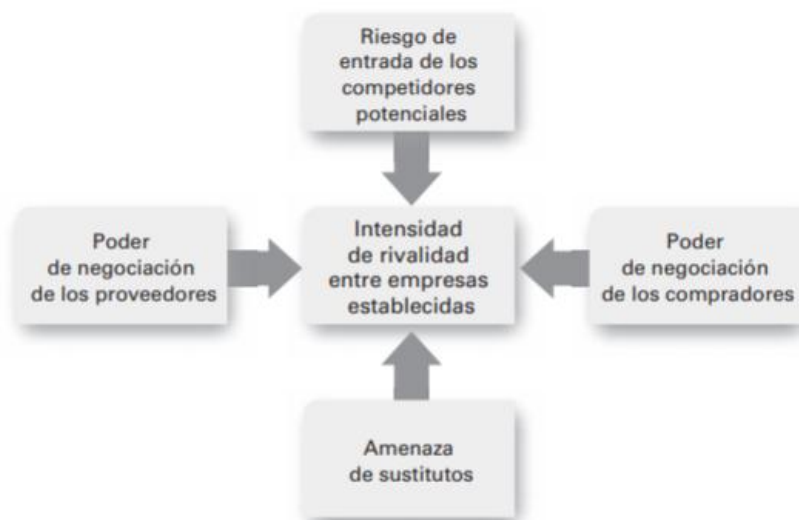 Riesgo de
entrada de los
competidores
potenciales
Poder
de negociación
de los proveedores
Intensidad
de rivalidad
entre empresas
establecidas
Poder
de negociación
de los compradores
Amenaza
de sustitutos